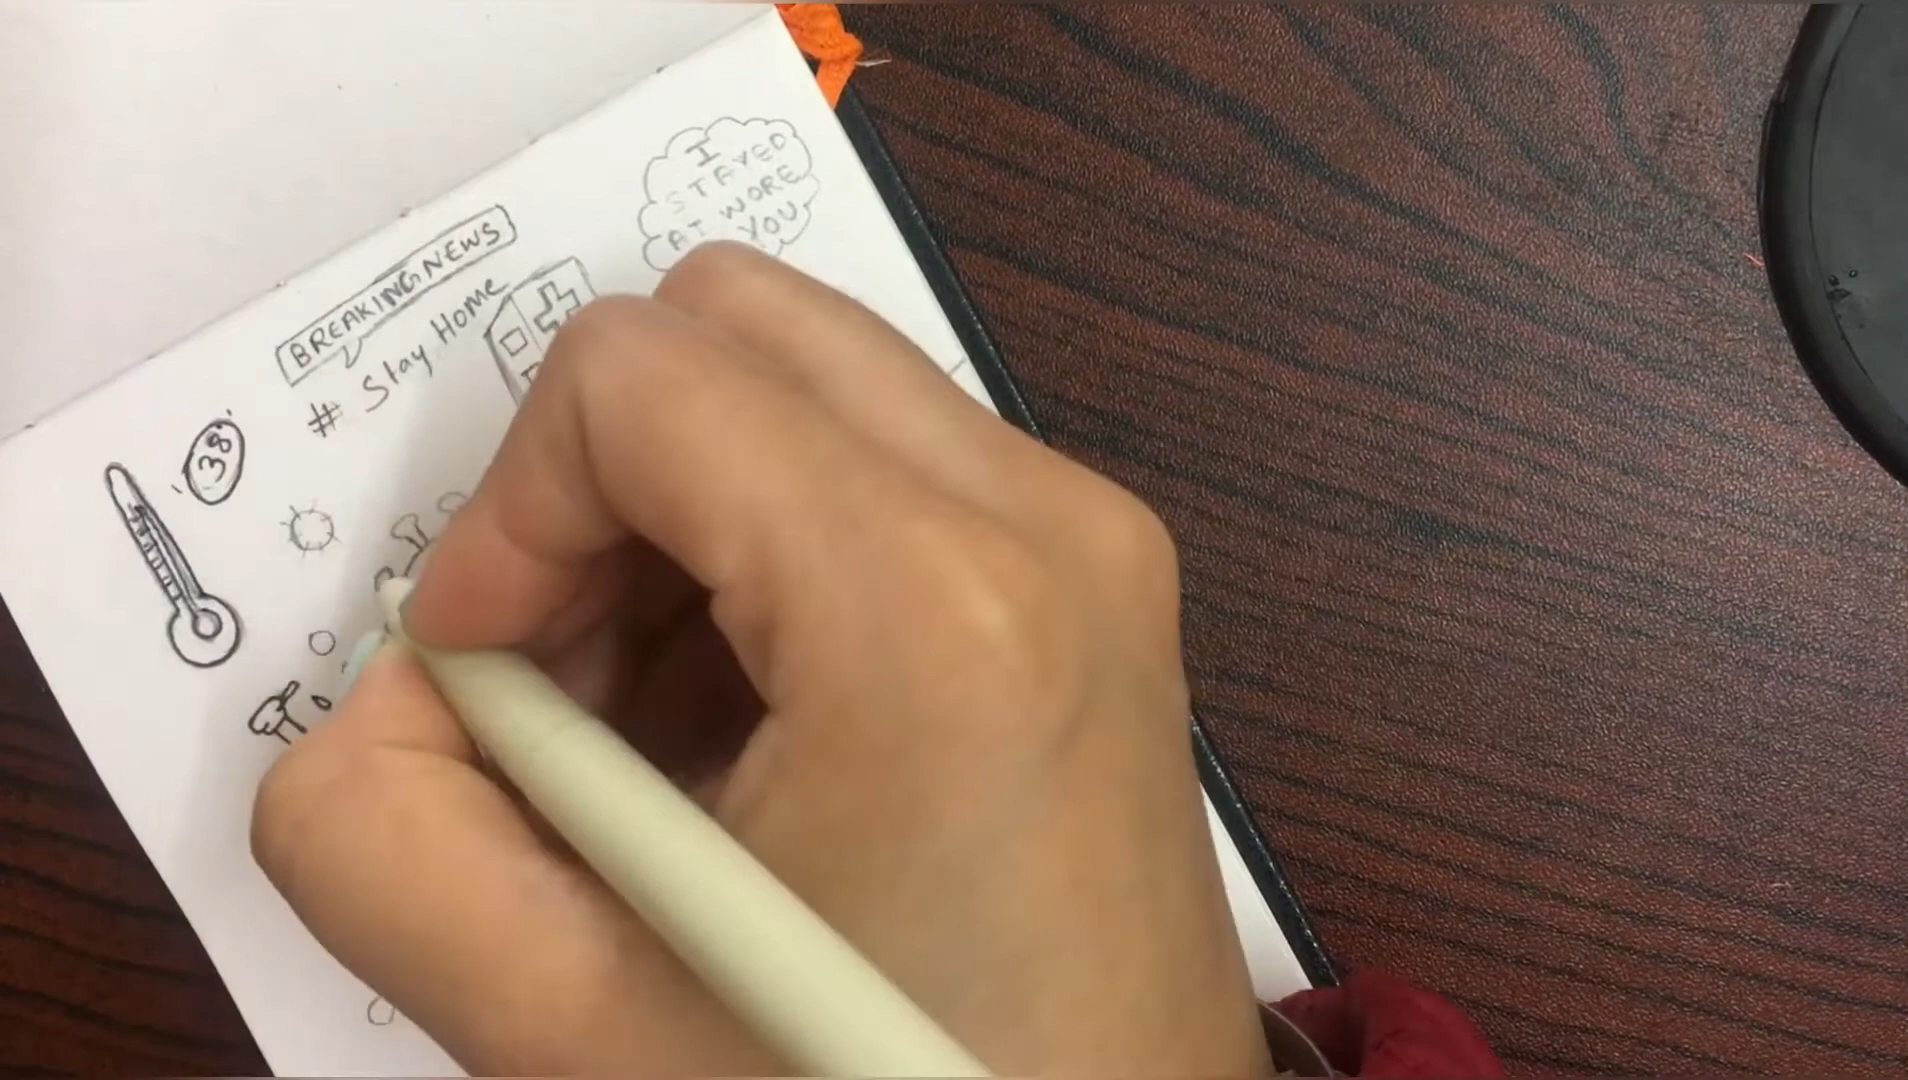 BREAKING NEWS
# Stay Home
38°
I
STAYED
AT WORK
YOU